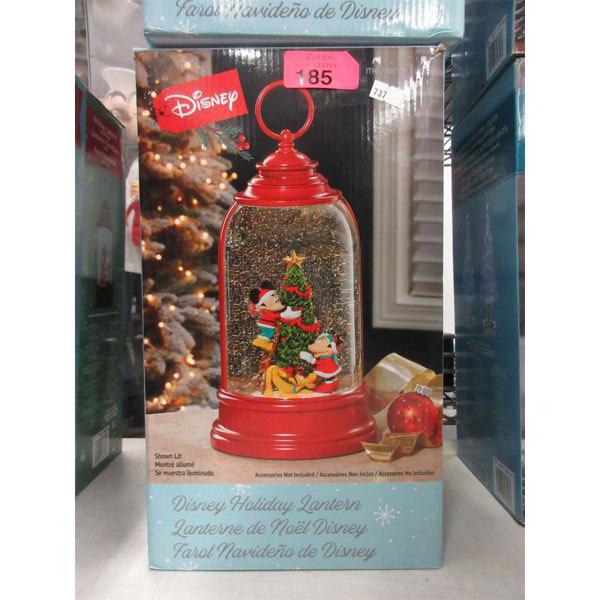 Farol Navideño de Disney
Disney
185
737
Shown Lit
Montré allumé
Se muestra iluminado
Accessories Not Included / Accessoires Non Inclus / Accesorios No Incluidos
Disney Holiday Lantern
Lanterne de Noël Disney
Farol Navideño de Disney